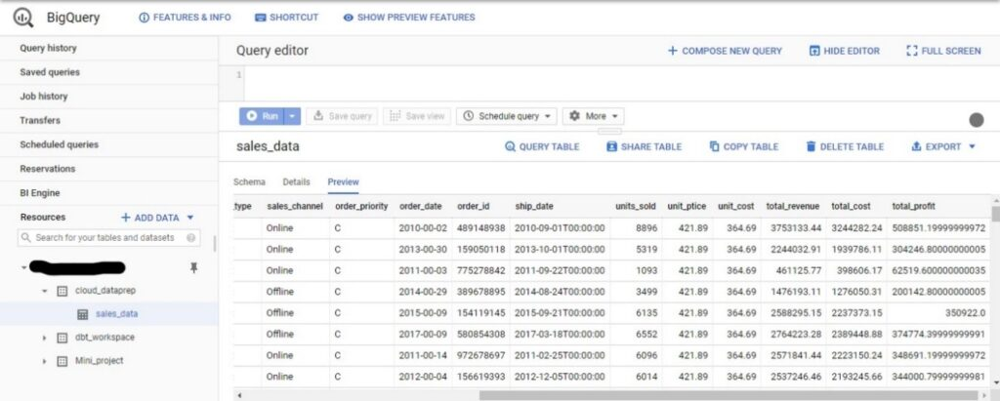 BigQuery FEATURES & INFO SHORTCUT SHOW PREVIEW FEATURES
Query history
Saved queries
Job history
Transfers
Scheduled queries
Reservations
BI Engine
Resources + ADD DATA
Search for your tables and datasets
cloud_dataprep
sales_data
dbt_workspace
Mini_project
Query editor + COMPOSE NEW QUERY HIDE EDITOR FULL SCREEN
1
Run Save query Save view Schedule query More
sales_data QUERY TABLE SHARE TABLE COPY TABLE DELETE TABLE EXPORT
Schema Details Preview
_type sales_channel order_priority order_date order_id ship_date units_sold unit_ptice unit_cost total_revenue total_cost total_profit
Online C 2010-00-02 489148938 2010-09-01T00:00:00 8896 421.89 364.69 3753133.44 3244282.24 508851.19999999972
Online C 2013-00-30 159050118 2013-10-01T00:00:00 5319 421.89 364.69 2244032.91 1939786.11 304246.80000000005
Online C 2011-00-03 775278842 2011-09-22T00:00:00 1093 421.89 364.69 461125.77 398606.17 62519.600000000035
Offline C 2014-00-29 389678895 2014-08-24T00:00:00 3499 421.89 364.69 1476193.11 1276050.31 200142.80000000005
Offline C 2015-00-09 154119145 2015-09-21T00:00:00 6135 421.89 364.69 2588295.15 2237373.15 350922.0
Offline C 2017-00-09 580854308 2017-03-18T00:00:00 6552 421.89 364.69 2764223.28 2389448.88 374774.39999999991
Online C 2011-00-14 972678697 2011-02-25T00:00:00 6096 421.89 364.69 2571841.44 2223150.24 348691.19999999972
Online C 2012-00-04 156619393 2012-12-05T00:00:00 6014 421.89 364.69 2537246.46 2193245.66 344000.79999999981